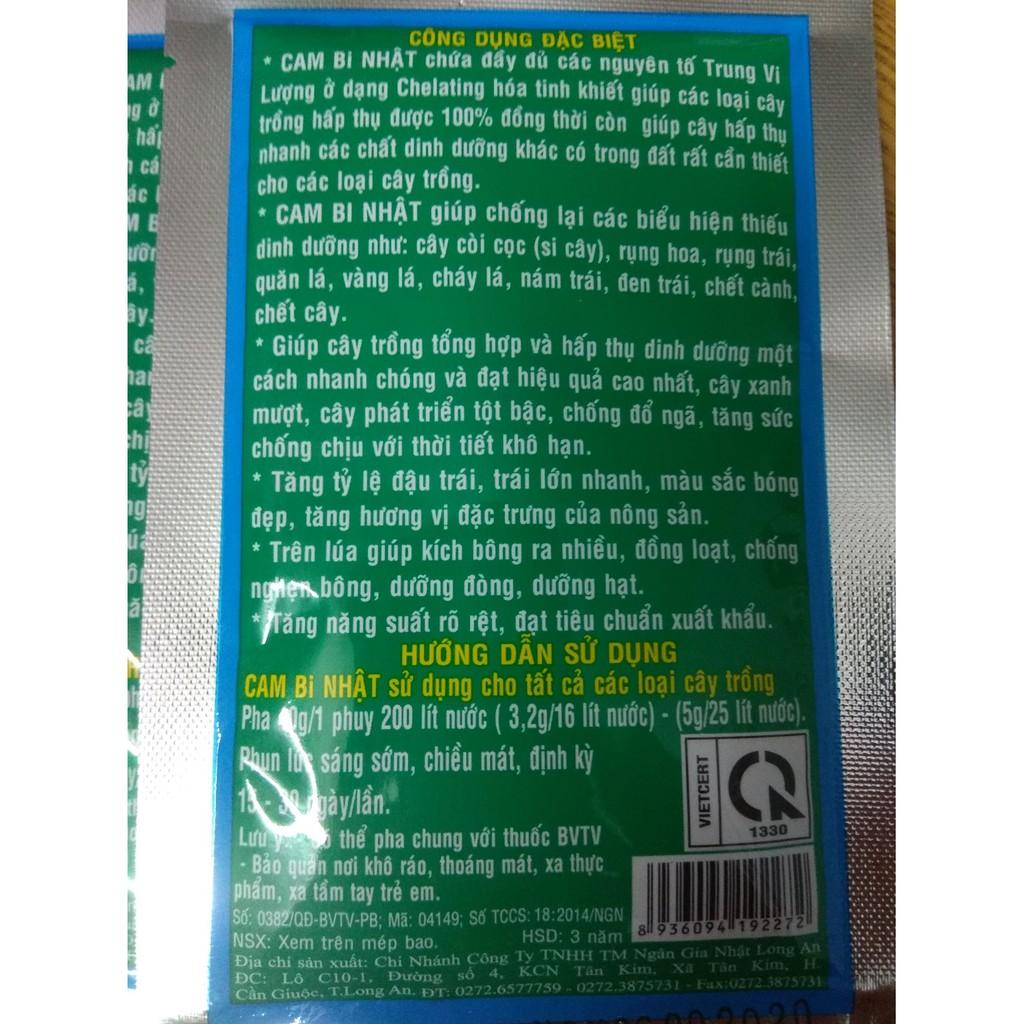 CÔNG DỤNG ĐẶC BIỆT
* CAM Bi NHẬT chứa đầy đủ các nguyên tố Trung Vi
Lượng ở dạng Chelating hóa tinh khiết giúp các loại cây
trồng hấp thụ được 100% đồng thời còn giúp cây hấp thụ
nhanh các chất dinh dưỡng khác có trong đất rất cần thiết
cho các loại cây trồng.
* CAM BI NHẬT giúp chống lại các biểu hiện thiếu
dinh dưỡng như: cây còi cọc (si cây), rụng hoa, rụng trái,
quăn lá, vàng lá, cháy lá, nám trái, đen trái, chết cành,
chết cây.
* Giúp cây trồng tổng hợp và hấp thụ dinh dưỡng một
cách nhanh chóng và đạt hiệu quả cao nhất, cây xanh
mượt, cây phát triển tột bậc, chống đổ ngã, tăng sức
chống chịu với thời tiết khô hạn.
* Tăng tỷ lệ đậu trái, trái lớn nhanh, màu sắc bóng
đẹp, tăng hương vị đặc trưng của nông sản.
* Trên lúa giúp kích bông ra nhiều, đồng loạt, chống
nghẹn bông, dưỡng đòng, dưỡng hạt.
* Tăng năng suất rõ rệt, đạt tiêu chuẩn xuất khẩu.
HƯỚNG DẪN SỬ DỤNG
CAM Bi NHẬT sử dụng cho tất cả các loại cây trồng
Pha /1 phuy 200 lít nước ( 3,2g/16 lít nước) - (5g/25 lít nước).
Phun lúc sáng sớm, chiều mát, định kỳ
ngày/lần.
Lưu thể pha chung với thuốc BVTV
- Bảo quản nơi khô ráo, thoáng mát, xa thực
phẩm, xa tầm tay trẻ em.
Số: 0382/QĐ-BVTV-PB; Mã: 04149; Số TCCS: 18:2014/NGN
NSX: Xem trên mép bao. HSD: 3 năm
VIETCERT
1330
8 936094 192272
Địa chỉ sản xuất: Chi Nhánh Công Ty TNHH TM Ngân Gia Nhật Long An
ĐC: Lô C10-1, Đường số 4, KCN Tân Kim, Xã Tân Kim, H.
Cần Giuộc, T.Long An. ĐT: 0272.6577759 - 0272.3875731 - Fax:0272.3875731